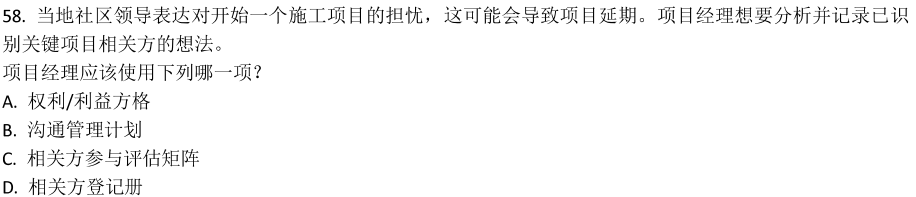 58. 当地社区领导表达对开始一个施工项目的担忧，这可能会导致项目延期。项目经理想要分析并记录已识
别关键项目相关方的想法。
项目经理应该使用下列哪一项？
A. 权利/利益方格
B. 沟通管理计划
C. 相关方参与评估矩阵
D. 相关方登记册